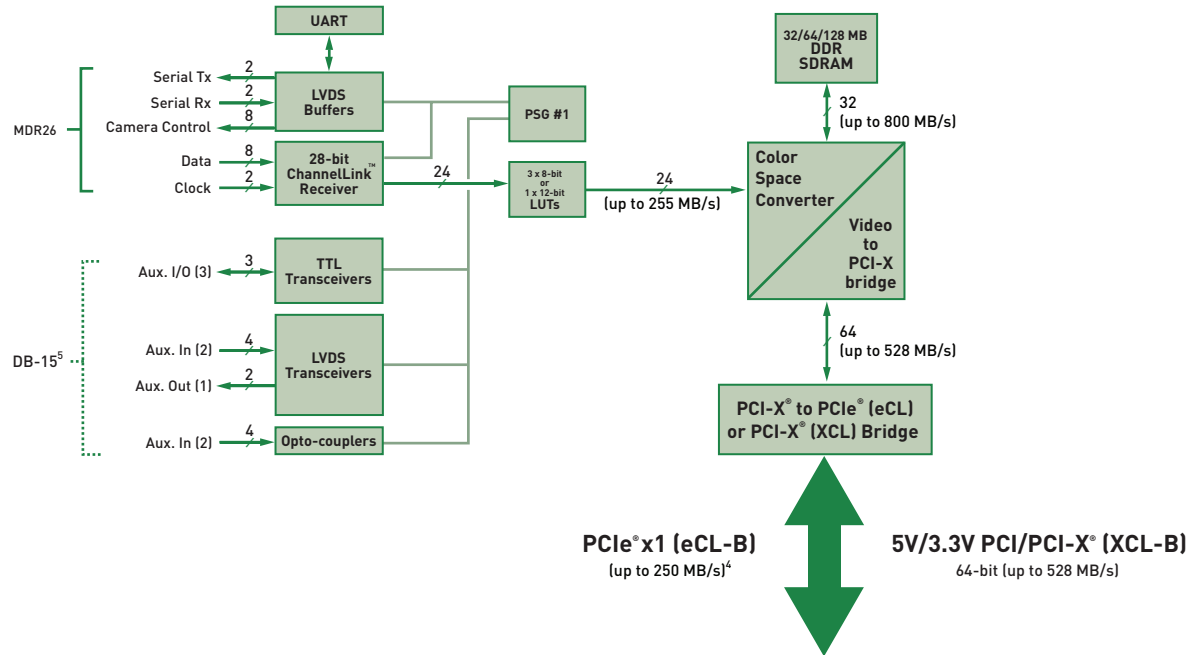 UART
32/64/128 MB
DDR
SDRAM
MDR26
Serial Tx
2
Serial Rx
2
Camera Control
8
LVDS
Buffers
PSG #1
32
(up to 800 MB/s)
Data
8
Clock
2
28-bit
ChannelLink™
Receiver
24
3 x 8-bit
or
1 x 12-bit
LUTs
24
(up to 255 MB/s)
Color
Space
Converter
Video
to
PCI-X
bridge
DB-15⁵
Aux. I/O (3)
3
TTL
Transceivers
Aux. In (2)
4
Aux. Out (1)
2
LVDS
Transceivers
Aux. In (2)
4
Opto-couplers
64
(up to 528 MB/s)
PCI-X® to PCIe® (eCL)
or PCI-X® (XCL) Bridge
PCIe® x1 (eCL-B)
(up to 250 MB/s)⁴
5V/3.3V PCI/PCI-X® (XCL-B)
64-bit (up to 528 MB/s)